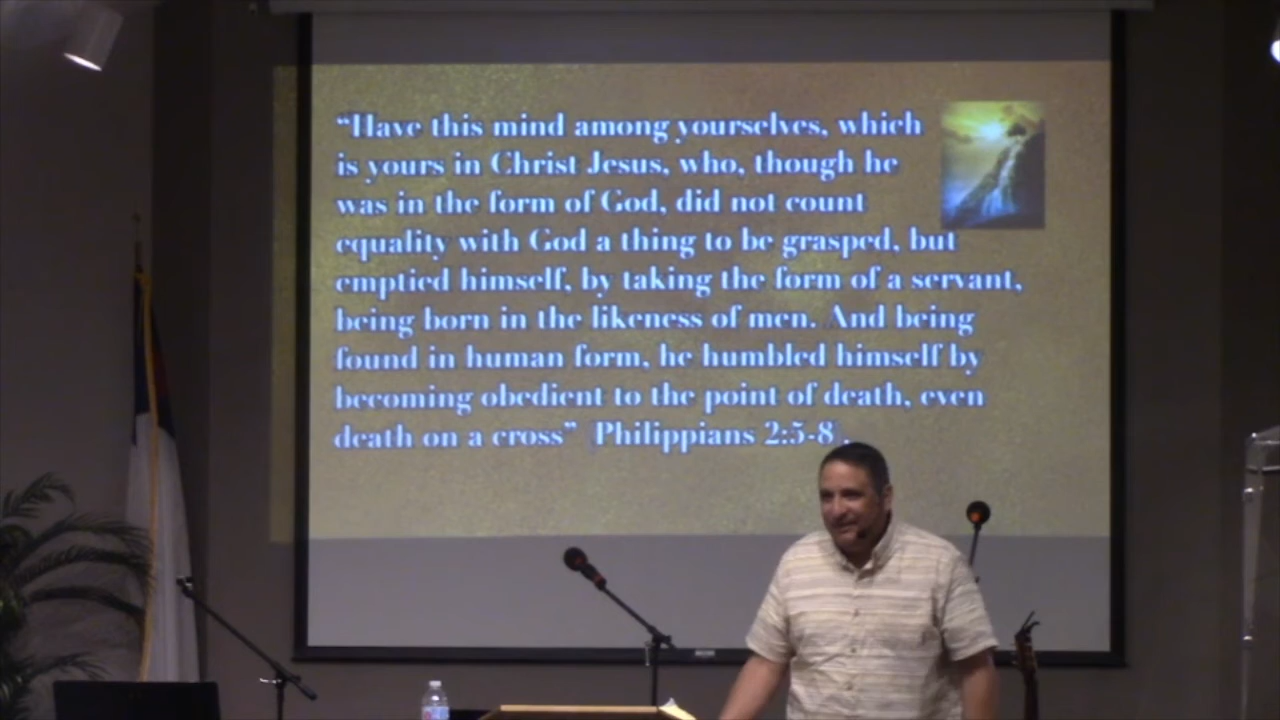 “Have this mind among yourselves, which
is yours in Christ Jesus, who, though he
was in the form of God, did not count
equality with God a thing to be grasped, but
emptied himself, by taking the form of a servant,
being born in the likeness of men. And being
found in human form, he humbled himself by
becoming obedient to the point of death, even
death on a cross” (Philippians 2:5-8).